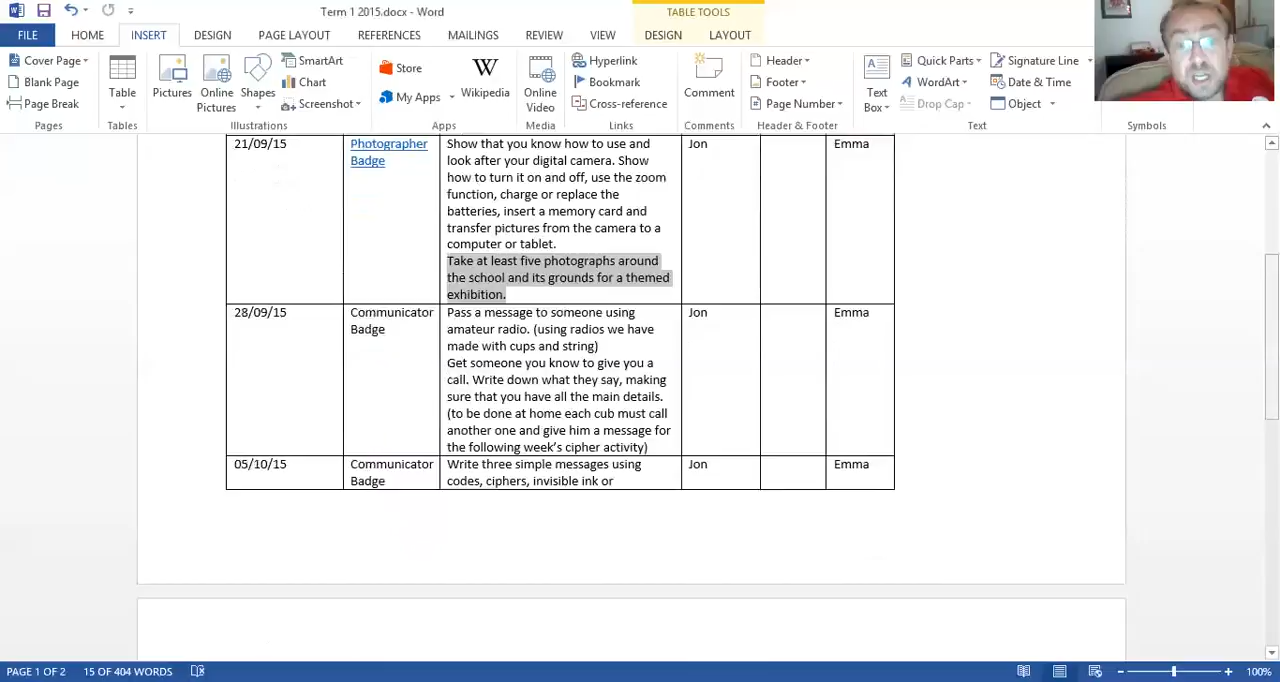 Term 1 2015.docx - Word
TABLE TOOLS
FILE HOME INSERT DESIGN PAGE LAYOUT REFERENCES MAILINGS REVIEW VIEW DESIGN LAYOUT
Cover Page
Blank Page
Page Break
Pages
Table
Tables
Pictures
Online Pictures
Shapes
SmartArt
Chart
Screenshot
Illustrations
Store
My Apps
W
Wikipedia
Apps
Online Video
Media
Hyperlink
Bookmark
Cross-reference
Links
Comment
Comments
Header
Footer
Page Number
Header & Footer
A
Text Box
Quick Parts
WordArt
Drop Cap
Signature Line
Date & Time
Object
Text
Symbols
21/09/15
Photographer
Badge
Show that you know how to use and
look after your digital camera. Show
how to turn it on and off, use the zoom
function, charge or replace the
batteries, insert a memory card and
transfer pictures from the camera to a
computer or tablet.
Take at least five photographs around
the school and its grounds for a themed
exhibition.
Jon
Emma
28/09/15
Communicator
Badge
Pass a message to someone using
amateur radio. (using radios we have
made with cups and string)
Get someone you know to give you a
call. Write down what they say, making
sure that you have all the main details.
(to be done at home each cub must call
another one and give him a message for
the following week's cipher activity)
Jon
Emma
05/10/15
Communicator
Badge
Write three simple messages using
codes, ciphers, invisible ink or
Jon
Emma
PAGE 1 OF 2 15 OF 404 WORDS
100%